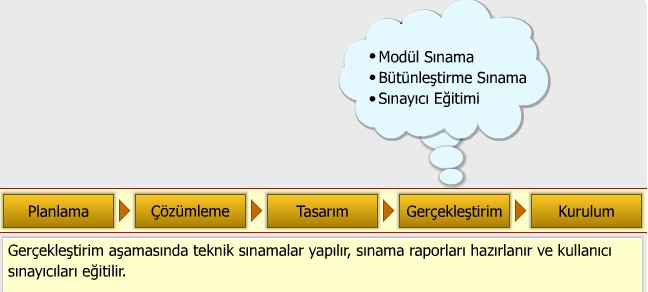 • Modül Sınama
• Bütünleştirme Sınama
• Sınayıcı Eğitimi
Planlama Çözümleme Tasarım Gerçekleştirim Kurulum
Gerçekleştirim aşamasında teknik sınamalar yapılır, sınama raporları hazırlanır ve kullanıcı
sınayıcıları eğitilir.